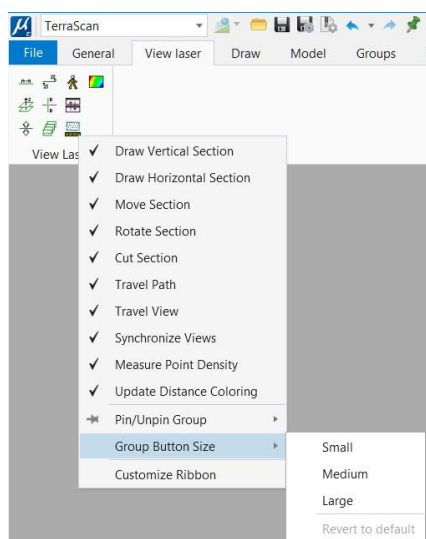 TerraScan
File General View laser Draw Model Groups
View Las
✓ Draw Vertical Section
✓ Draw Horizontal Section
✓ Move Section
✓ Rotate Section
✓ Cut Section
✓ Travel Path
✓ Travel View
✓ Synchronize Views
✓ Measure Point Density
✓ Update Distance Coloring
Pin/Unpin Group
Group Button Size
Small
Customize Ribbon
Medium
Large
Revert to default